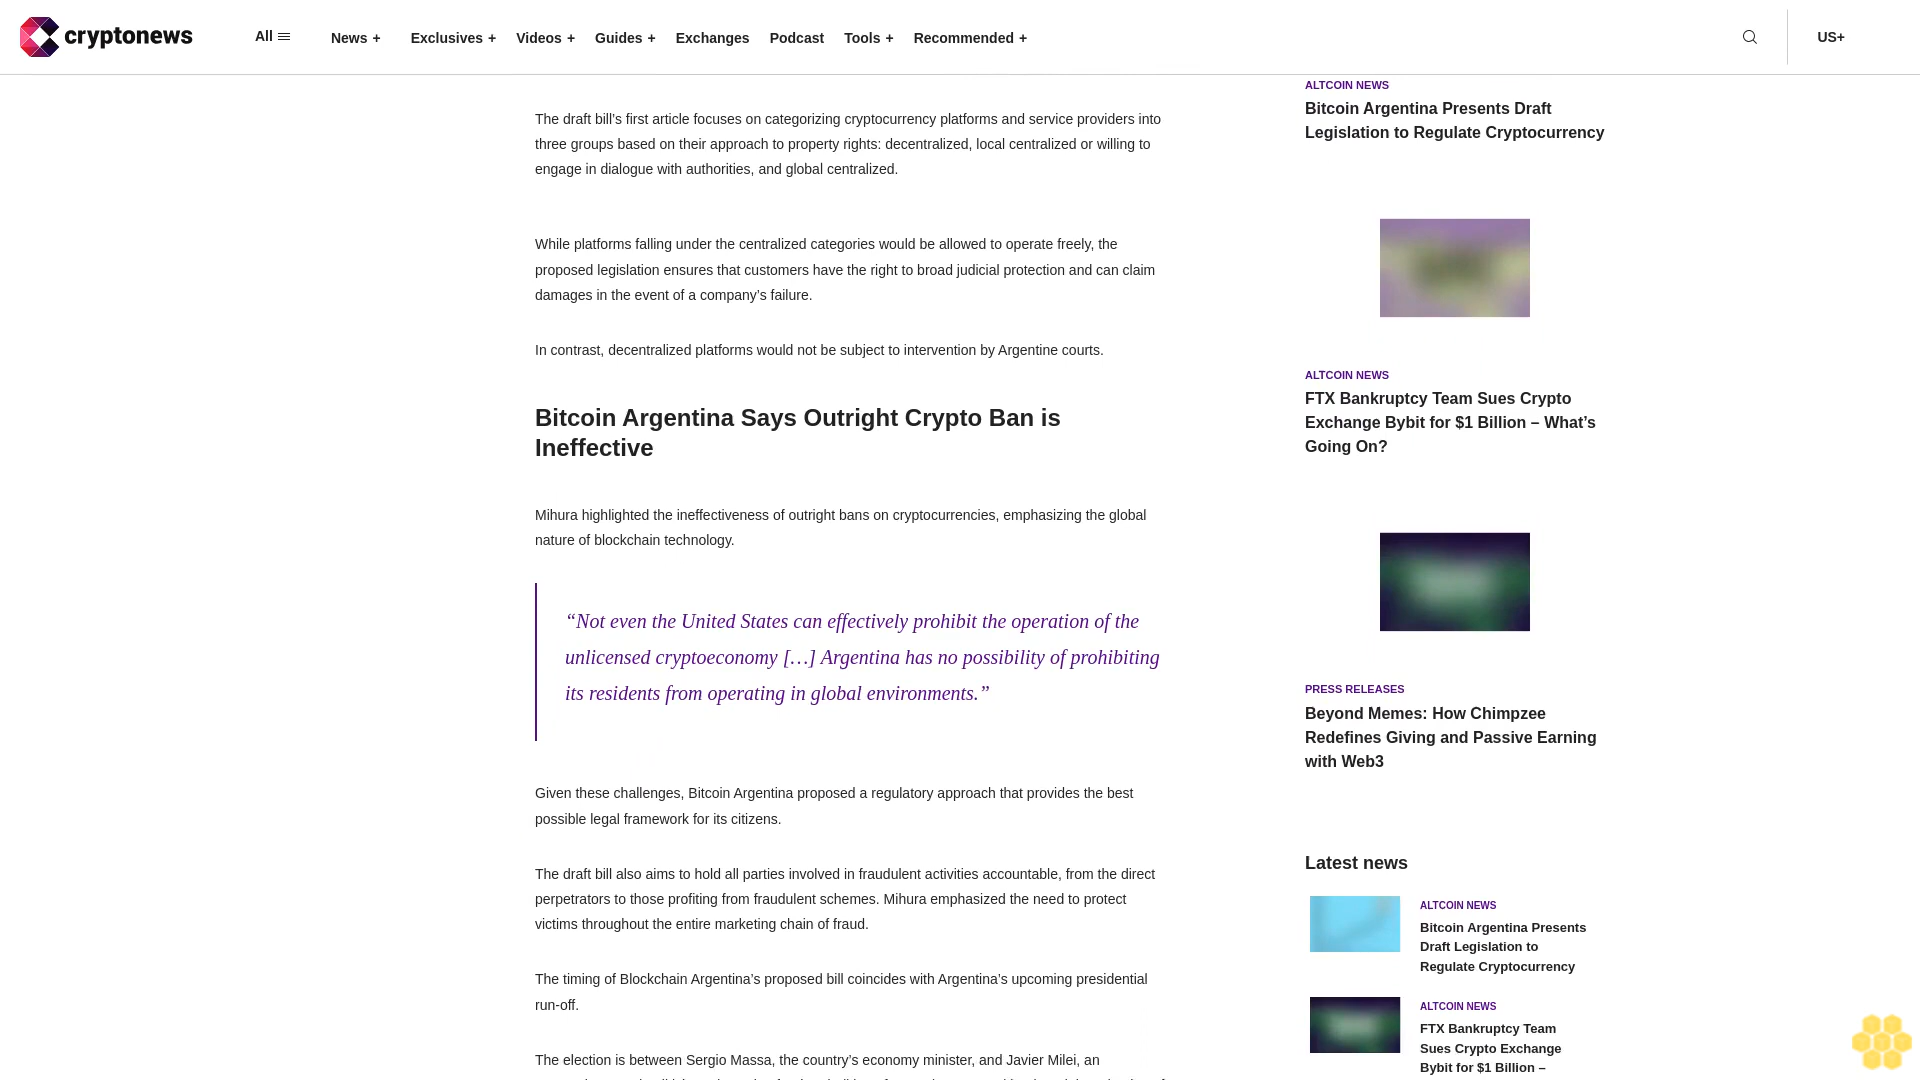 cryptonews
All
News +
Exclusives +
Videos +
Guides +
Exchanges
Podcast
Tools +
Recommended +
US+
The draft bill’s first article focuses on categorizing cryptocurrency platforms and service providers into
three groups based on their approach to property rights: decentralized, local centralized or willing to
engage in dialogue with authorities, and global centralized.
While platforms falling under the centralized categories would be allowed to operate freely, the
proposed legislation ensures that customers have the right to broad judicial protection and can claim
damages in the event of a company’s failure.
In contrast, decentralized platforms would not be subject to intervention by Argentine courts.
Bitcoin Argentina Says Outright Crypto Ban is
Ineffective
Mihura highlighted the ineffectiveness of outright bans on cryptocurrencies, emphasizing the global
nature of blockchain technology.
“Not even the United States can effectively prohibit the operation of the
unlicensed cryptoeconomy […] Argentina has no possibility of prohibiting
its residents from operating in global environments.”
Given these challenges, Bitcoin Argentina proposed a regulatory approach that provides the best
possible legal framework for its citizens.
The draft bill also aims to hold all parties involved in fraudulent activities accountable, from the direct
perpetrators to those profiting from fraudulent schemes. Mihura emphasized the need to protect
victims throughout the entire marketing chain of fraud.
The timing of Blockchain Argentina’s proposed bill coincides with Argentina’s upcoming presidential
run-off.
The election is between Sergio Massa, the country’s economy minister, and Javier Milei, an
ALTCOIN NEWS
Bitcoin Argentina Presents Draft
Legislation to Regulate Cryptocurrency
ALTCOIN NEWS
FTX Bankruptcy Team Sues Crypto
Exchange Bybit for $1 Billion – What’s
Going On?
PRESS RELEASES
Beyond Memes: How Chimpzee
Redefines Giving and Passive Earning
with Web3
Latest news
ALTCOIN NEWS
Bitcoin Argentina Presents
Draft Legislation to
Regulate Cryptocurrency
ALTCOIN NEWS
FTX Bankruptcy Team
Sues Crypto Exchange
Bybit for $1 Billion –